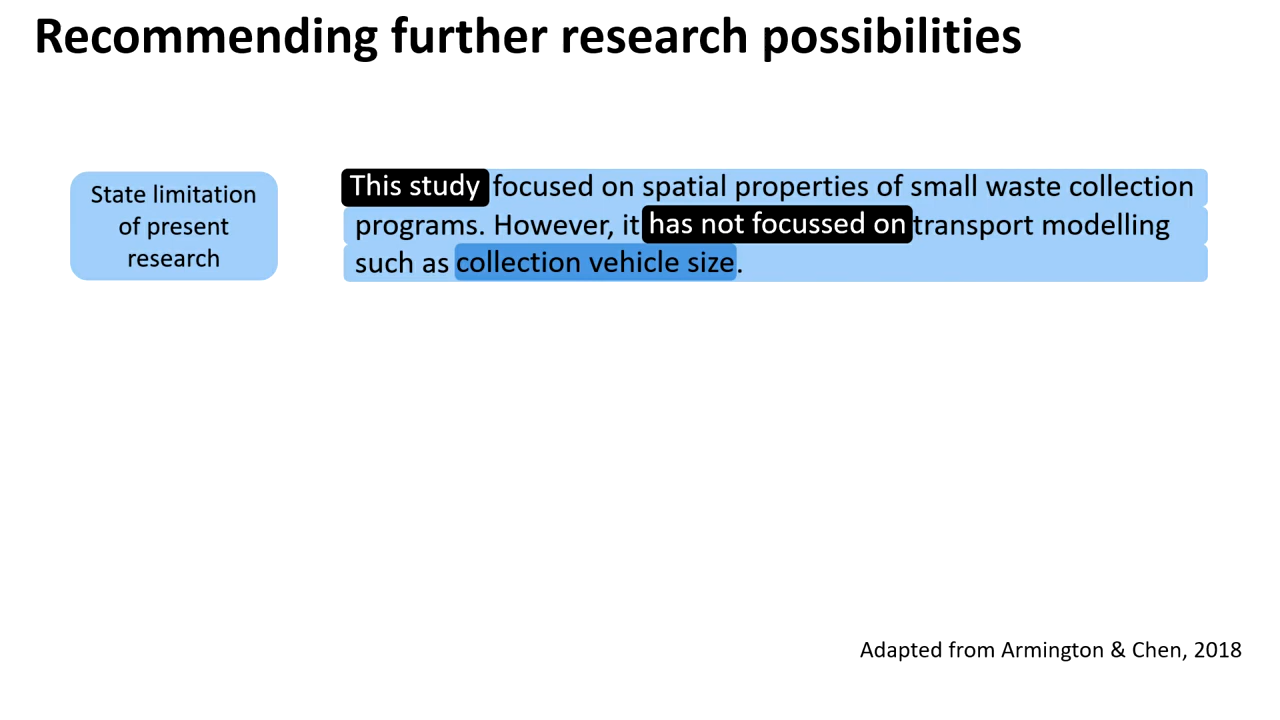 Recommending further research possibilities
State limitation
of present
research
This study focused on spatial properties of small waste collection
programs. However, it has not focussed on transport modelling
such as collection vehicle size.
Adapted from Armington & Chen, 2018